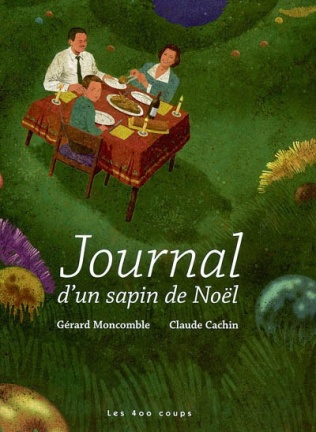 Journal
d'un sapin de Noël
Gérard Moncomble Claude Cachin
Les 400 coups